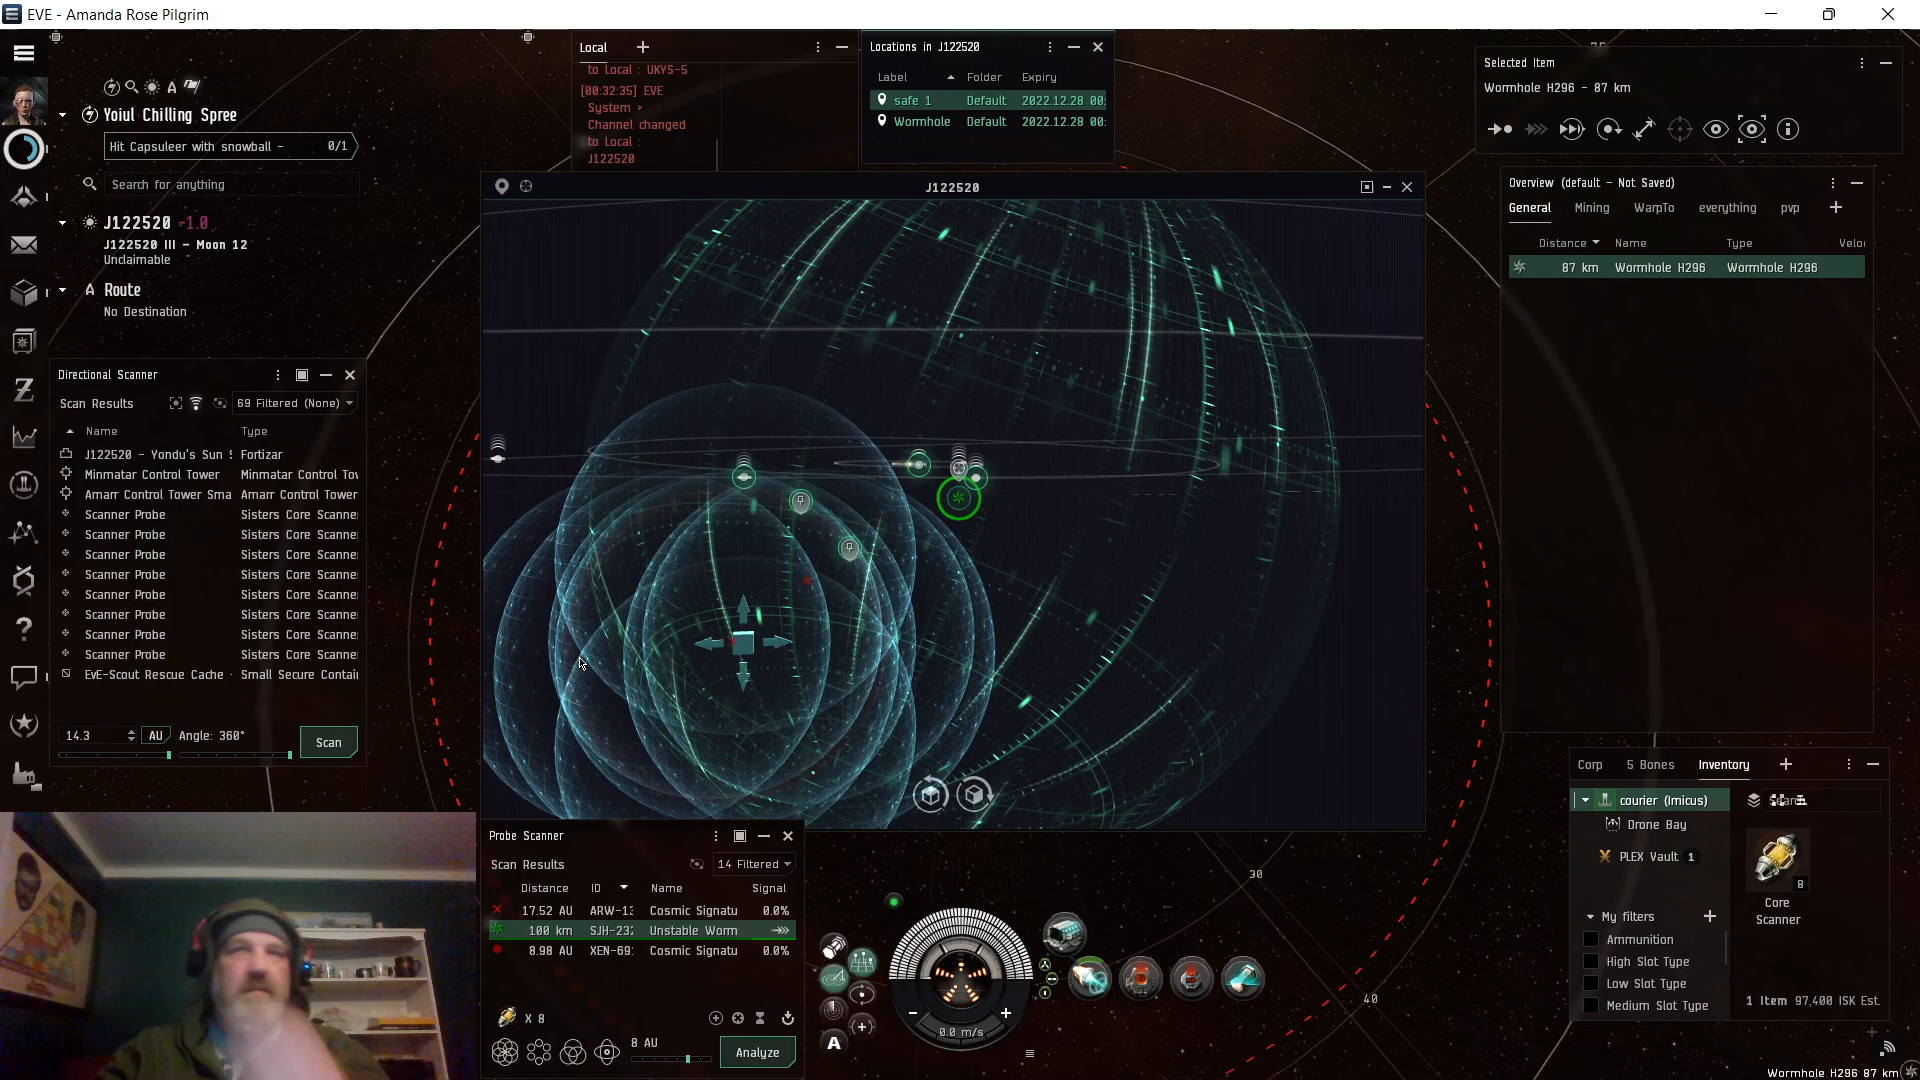 EVE - Amanda Rose Pilgrim
Local
to Local : UKYS-5
[00:32:35] EVE
System >
Channel changed
to Local :
J122520
Locations in J122520
Label Folder Expiry
safe 1 Default 2022.12.28 00:
Wormhole Default 2022.12.28 00:
Selected Item
Wormhole H296 - 87 km
Yoiul Chilling Spree
Hit Capsuleer with snowball - 0/1
Search for anything
J122520 -1.0
J122520 III - Moon 12
Unclaimable
Route
No Destination
J122520
Overview (default - Not Saved)
General Mining WarpTo everything pvp
Distance Name Type Velo
87 km Wormhole H296 Wormhole H296
Directional Scanner
Scan Results 69 Filtered (None)
Name Type
J122520 - Yondu's Sun Fortizar
Minmatar Control Tower Minmatar Control Tow
Amarr Control Tower Sma Amarr Control Tower
Scanner Probe Sisters Core Scanne
Scanner Probe Sisters Core Scanne
Scanner Probe Sisters Core Scanne
Scanner Probe Sisters Core Scanne
Scanner Probe Sisters Core Scanne
Scanner Probe Sisters Core Scanne
Scanner Probe Sisters Core Scanne
Scanner Probe Sisters Core Scanne
EvE-Scout Rescue Cache Small Secure Contai
14.3 AU Angle: 360°
Scan
Probe Scanner
Scan Results 14 Filtered
Distance ID Name Signal
17.52 AU ARW-13 Cosmic Signatu 0.0%
100 km SJH-23 Unstable Worm
8.98 AU XEN-69 Cosmic Signatu 0.0%
X 8
8 AU
Analyze
A
0.0 m/s
30
40
Corp 5 Bones Inventory
courier (Imicus)
Drone Bay
PLEX Vault 1
8
Core
Scanner
My filters
Ammunition
High Slot Type
Low Slot Type
Medium Slot Type
1 Item 97,400 ISK Est.
Wormhole H296 87 km